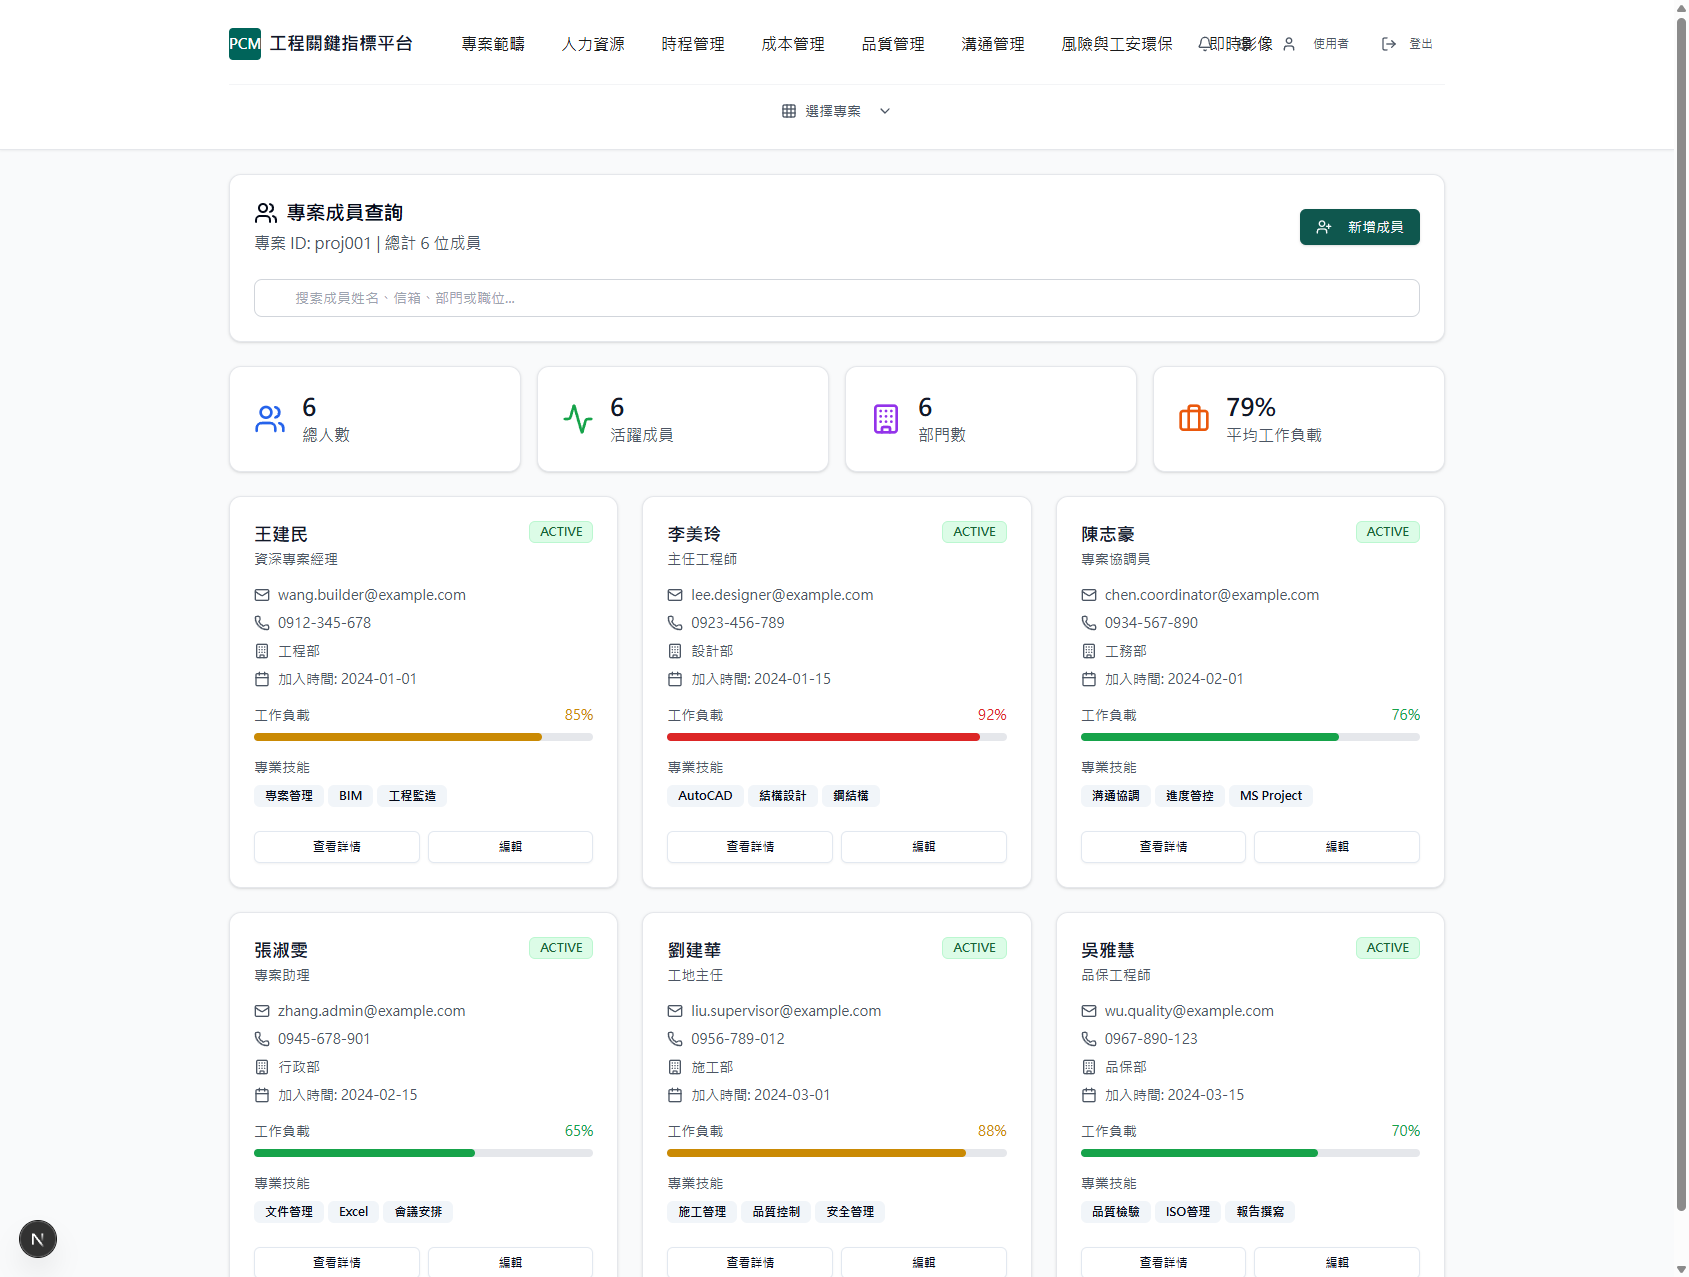 PCM 工程關鍵指標平台 專案範疇 人力資源 時程管理 成本管理 品質管理 溝通管理 風險與工安環保 即時影像 使用者 登出
選擇專案
專案成員查詢
專案 ID: proj001 | 總計 6 位成員
新增成員
搜索成員姓名、信箱、部門或職位...
6
總人數
6
活躍成員
6
部門數
79%
平均工作負載
王建民 ACTIVE
資深專案經理
wang.builder@example.com
0912-345-678
工程部
加入時間: 2024-01-01
工作負載 85%
專業技能
專案管理 BIM 工程監造
查看詳情 編輯
李美玲 ACTIVE
主任工程師
lee.designer@example.com
0923-456-789
設計部
加入時間: 2024-01-15
工作負載 92%
專業技能
AutoCAD 結構設計 鋼結構
查看詳情 編輯
陳志豪 ACTIVE
專案協調員
chen.coordinator@example.com
0934-567-890
工務部
加入時間: 2024-02-01
工作負載 76%
專業技能
溝通協調 進度管控 MS Project
查看詳情 編輯
張淑雯 ACTIVE
專案助理
zhang.admin@example.com
0945-678-901
行政部
加入時間: 2024-02-15
工作負載 65%
專業技能
文件管理 Excel 會議安排
查看詳情 編輯
劉建華 ACTIVE
工地主任
liu.supervisor@example.com
0956-789-012
施工部
加入時間: 2024-03-01
工作負載 88%
專業技能
施工管理 品質控制 安全管理
查看詳情 編輯
吳雅慧 ACTIVE
品保工程師
wu.quality@example.com
0967-890-123
品保部
加入時間: 2024-03-15
工作負載 70%
專業技能
品質檢驗 ISO管理 報告撰寫
查看詳情 編輯
N